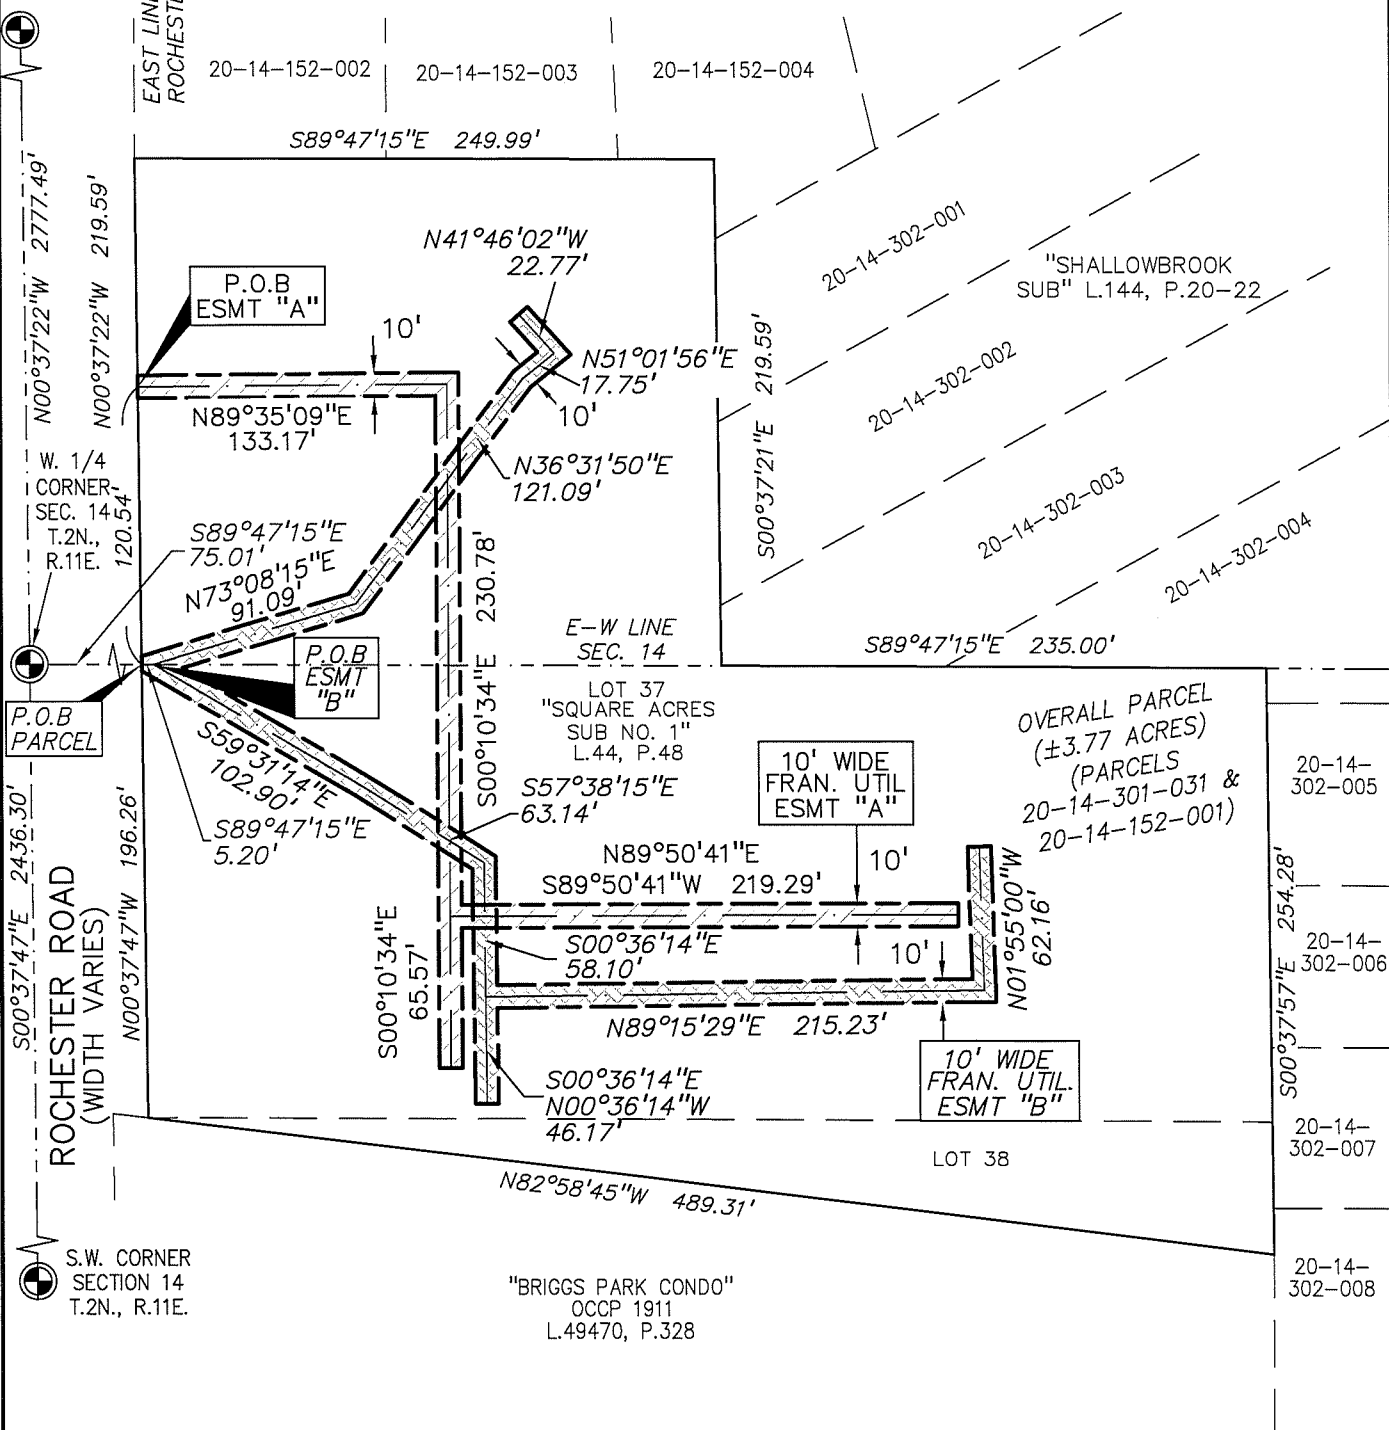 EAST LINE
ROCHESTE
20-14-152-002
20-14-152-003
20-14-152-004
S89°47'15"E 249.99'
N00°37'22"W 2777.49'
N00°37'22"W 219.59'
N41°46'02"W
22.77'
P.O.B
ESMT "A"
10'
N51°01'56"E
17.75'
10'
N89°35'09"E
133.17'
N36°31'50"E
121.09'
20-14-302-001
"SHALLOWBROOK
SUB" L.144, P.20-22
20-14-302-002
S00°37'21"E 219.59'
20-14-302-003
20-14-302-004
W. 1/4
CORNER-
SEC. 14
T.2N.,
R.11E.
120.54'
S89°47'15"E
75.01'
N73°08'15"E
91.09'
S00°10'34"E 230.78'
E-W LINE
SEC. 14
S89°47'15"E 235.00'
P.O.B
ESMT
"B"
P.O.B
PARCEL
LOT 37
"SQUARE ACRES
SUB NO. 1"
L.44, P.48
OVERALL PARCEL
(±3.77 ACRES)
(PARCELS
20-14-301-031 &
20-14-152-001)
S59°31'14"E
102.90'
S57°38'15"E
63.14'
10' WIDE
FRAN. UTIL
ESMT "A"
20-14-
302-005
S89°47'15"E
5.20'
N89°50'41"E
S89°50'41"W 219.29'
10'
S00°37'47"E 2436.30'
ROCHESTER ROAD
(WIDTH VARIES)
N00°37'47"W 196.26'
S00°10'34"E
65.57'
S00°36'14"E
58.10'
10'
N01°55'00"W
62.16'
S00°37'57"E 254.28'
20-14-
302-006
N89°15'29"E 215.23'
S00°36'14"E
N00°36'14"W
46.17'
10' WIDE
FRAN. UTIL.
ESMT "B"
20-14-
302-007
LOT 38
N82°58'45"W 489.31'
S.W. CORNER
SECTION 14
T.2N., R.11E.
"BRIGGS PARK CONDO"
OCCP 1911
L.49470, P.328
20-14-
302-008